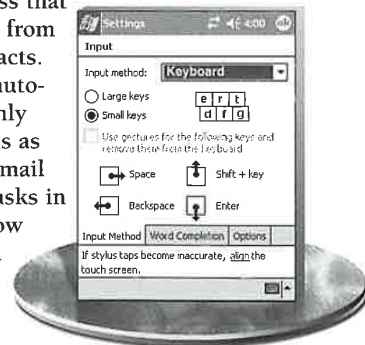 ss that
from
acts.
uto-
nly
s as
mail
asks in
ow
Settings 4:00 ok
Input
Input method: Keyboard
Large keys
e r t
Small keys
d f g
Use gestures for the following keys and
remove them from the keyboard
Space
Shift + key
Backspace
Enter
Input Method Word Completion Options
If stylus taps become inaccurate, align the
touch screen.